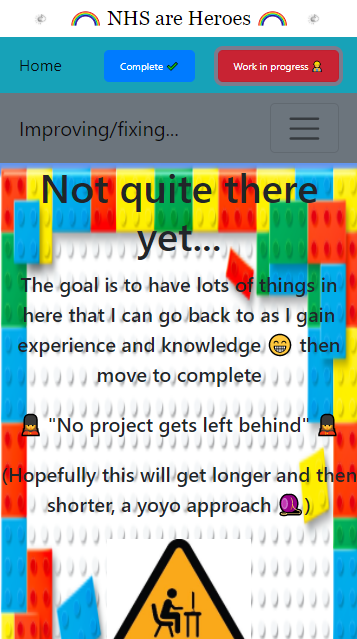 🌈 NHS are Heroes 🌈
Home
Complete ✅
Work in progress 👷
Improving/fixing...
Not quite there
yet...
The goal is to have lots of things in
here that I can go back to as I gain
experience and knowledge 😁 then
move to complete
💂 "No project gets left behind" 💂
(Hopefully this will get longer and then
shorter, a yoyo approach 🪀)